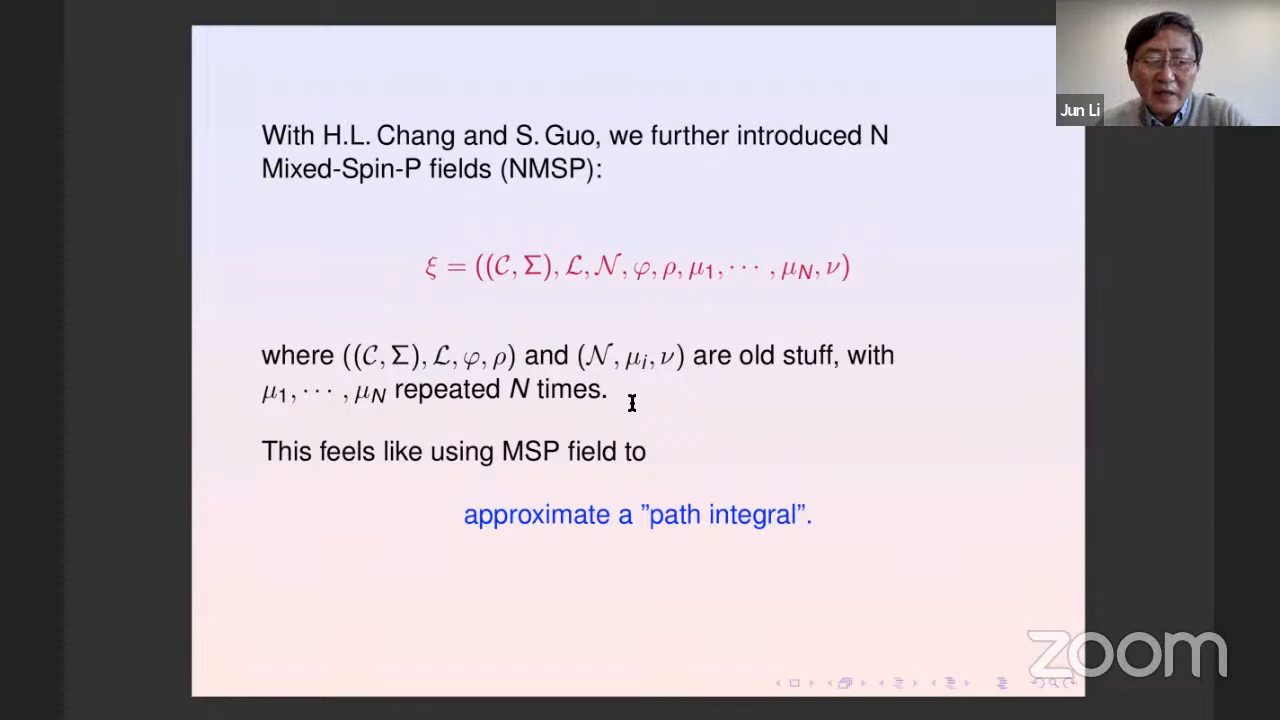 With H.L. Chang and S. Guo, we further introduced N
Mixed-Spin-P fields (NMSP):
ξ = ((𝒞, Σ), ℒ, 𝒩, φ, ρ, μ₁, ⋯ , μ_N, ν)
where ((𝒞, Σ), ℒ, φ, ρ) and (𝒩, μᵢ, ν) are old stuff, with
μ₁, ⋯ , μ_N repeated N times.
This feels like using MSP field to
approximate a ”path integral”.
Jun Li
zoom